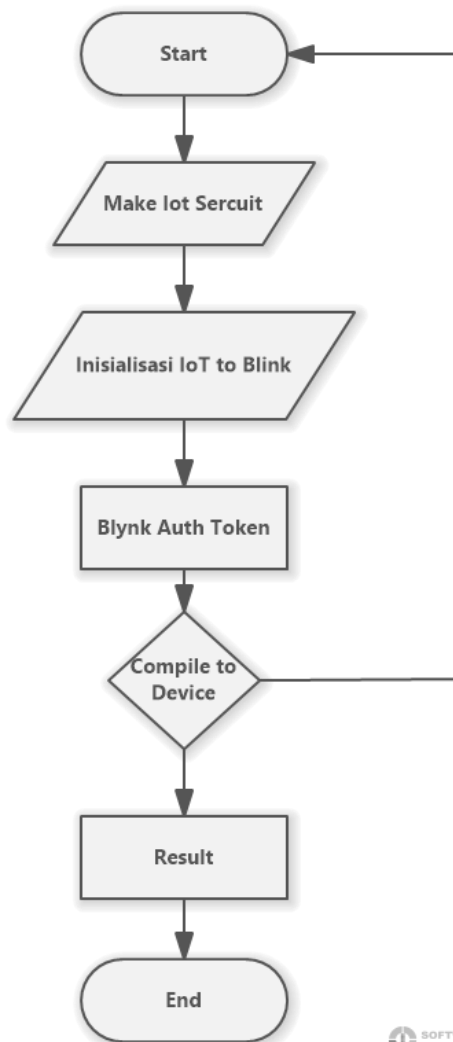 Start
Make Iot Sercuit
Inisialisasi IoT to Blink
Blynk Auth Token
Compile to
Device
Result
End